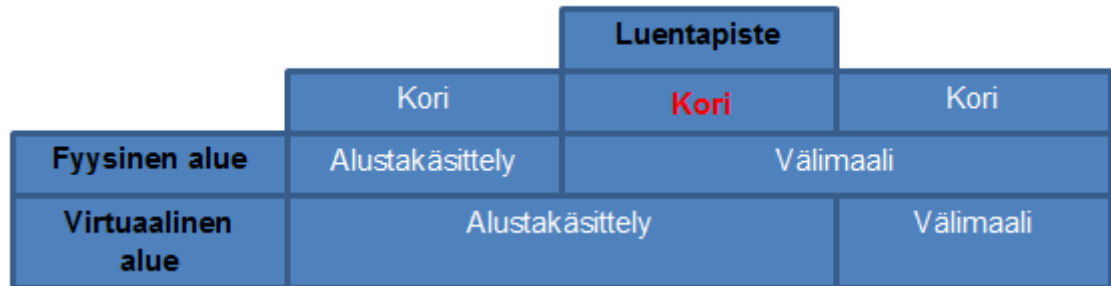 Luentapiste
Kori Kori Kori
Fyysinen alue Alustakäsittely Välimaali
Virtuaalinen Alustakäsittely Välimaali
alue